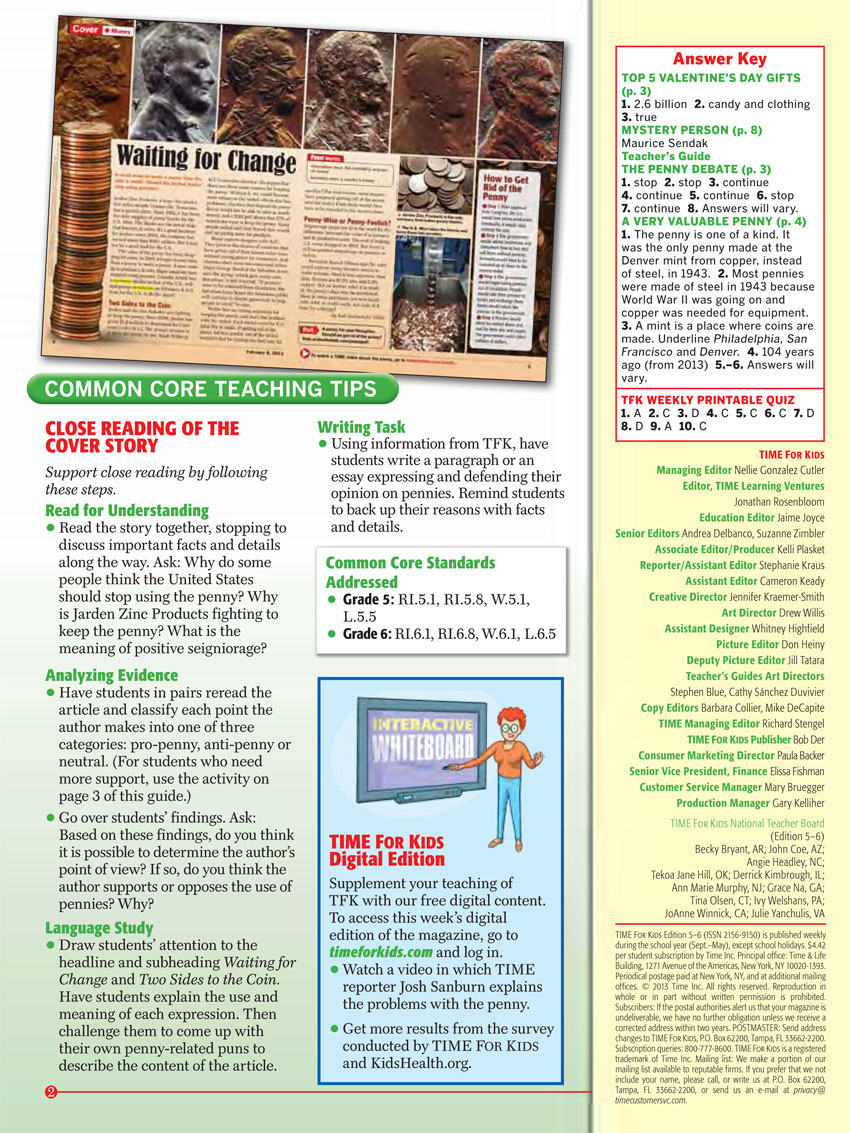 Cover
Money
Waiting for Change
How to Get
Rid of the
Penny
Penny-Wise or Penny-Foolish?
Two Sides to the Coin
February 8, 2013
COMMON CORE TEACHING TIPS
CLOSE READING OF THE
COVER STORY
Support close reading by following
these steps.
Read for Understanding
• Read the story together, stopping to
discuss important facts and details
along the way. Ask: Why do some
people think the United States
should stop using the penny? Why
is Jarden Zinc Products fighting to
keep the penny? What is the
meaning of positive seigniorage?
Analyzing Evidence
• Have students in pairs reread the
article and classify each point the
author makes into one of three
categories: pro-penny, anti-penny or
neutral. (For students who need
more support, use the activity on
page 3 of this guide.)
• Go over students’ findings. Ask:
Based on these findings, do you think
it is possible to determine the author’s
point of view? If so, do you think the
author supports or opposes the use of
pennies? Why?
Language Study
• Draw students’ attention to the
headline and subheading Waiting for
Change and Two Sides to the Coin.
Have students explain the use and
meaning of each expression. Then
challenge them to come up with
their own penny-related puns to
describe the content of the article.
Writing Task
• Using information from TFK, have
students write a paragraph or an
essay expressing and defending their
opinion on pennies. Remind students
to back up their reasons with facts
and details.
Common Core Standards
Addressed
• Grade 5: RI.5.1, RI.5.8, W.5.1,
L.5.5
• Grade 6: RI.6.1, RI.6.8, W.6.1, L.6.5
INTERACTIVE
WHITEBOARD
TIME FOR KIDS
Digital Edition
Supplement your teaching of
TFK with our free digital content.
To access this week’s digital
edition of the magazine, go to
timeforkids.com and log in.
• Watch a video in which TIME
reporter Josh Sanburn explains
the problems with the penny.
• Get more results from the survey
conducted by TIME FOR KIDS
and KidsHealth.org.
2
Answer Key
TOP 5 VALENTINE’S DAY GIFTS
(p. 3)
1. 2.6 billion 2. candy and clothing
3. true
MYSTERY PERSON (p. 8)
Maurice Sendak
Teacher’s Guide
THE PENNY DEBATE (p. 3)
1. stop 2. stop 3. continue
4. continue 5. continue 6. stop
7. continue 8. Answers will vary.
A VERY VALUABLE PENNY (p. 4)
1. The penny is one of a kind. It
was the only penny made at the
Denver mint from copper, instead
of steel, in 1943. 2. Most pennies
were made of steel in 1943 because
World War II was going on and
copper was needed for equipment.
3. A mint is a place where coins are
made. Underline Philadelphia, San
Francisco and Denver. 4. 104 years
ago (from 2013) 5.–6. Answers will
vary.
TFK WEEKLY PRINTABLE QUIZ
1. A 2. C 3. D 4. C 5. C 6. C 7. D
8. D 9. A 10. C
TIME FOR KIDS
Managing Editor Nellie Gonzalez Cutler
Editor, TIME Learning Ventures
Jonathan Rosenbloom
Education Editor Jaime Joyce
Senior Editors Andrea Delbanco, Suzanne Zimbler
Associate Editor/Producer Kelli Plasket
Reporter/Assistant Editor Stephanie Kraus
Assistant Editor Cameron Keady
Creative Director Jennifer Kraemer-Smith
Art Director Drew Willis
Assistant Designer Whitney Highfield
Picture Editor Don Heiny
Deputy Picture Editor Jill Tatara
Teacher’s Guides Art Directors
Stephen Blue, Cathy Sánchez Duvivier
Copy Editors Barbara Collier, Mike DeCapite
TIME Managing Editor Richard Stengel
TIME FOR KIDS Publisher Bob Der
Consumer Marketing Director Paula Backer
Senior Vice President, Finance Elissa Fishman
Customer Service Manager Mary Bruegger
Production Manager Gary Kelliher
TIME FOR KIDS National Teacher Board
(Edition 5–6)
Becky Bryant, AR; John Coe, AZ;
Angie Headley, NC;
Tekoa Jane Hill, OK; Derrick Kimbrough, IL;
Ann Marie Murphy, NJ; Grace Na, GA;
Tina Olsen, CT; Ivy Welshans, PA;
JoAnne Winnick, CA; Julie Yanchulis, VA
TIME FOR KIDS Edition 5–6 (ISSN 2156-9150) is published weekly
during the school year (Sept.–May), except school holidays. $4.42
per student subscription by Time Inc. Principal office: Time & Life
Building, 1271 Avenue of the Americas, New York, NY 10020-1393.
Periodical postage paid at New York, NY, and at additional mailing
offices. © 2013 Time Inc. All rights reserved. Reproduction in
whole or in part without written permission is prohibited.
Subscribers: If the postal authorities alert us that your magazine is
undeliverable, we have no further obligation unless we receive a
corrected address within two years. POSTMASTER: Send address
changes to TIME FOR KIDS, P.O. Box 62200, Tampa, FL 33662-2200.
Subscription queries: 800-777-8600. TIME FOR KIDS is a registered
trademark of Time Inc. Mailing list: We make a portion of our
mailing list available to reputable firms. If you prefer that we not
include your name, please call, or write us at P.O. Box 62200,
Tampa, FL 33662-2200, or send us an e-mail at privacy@
timecustomersvc.com.